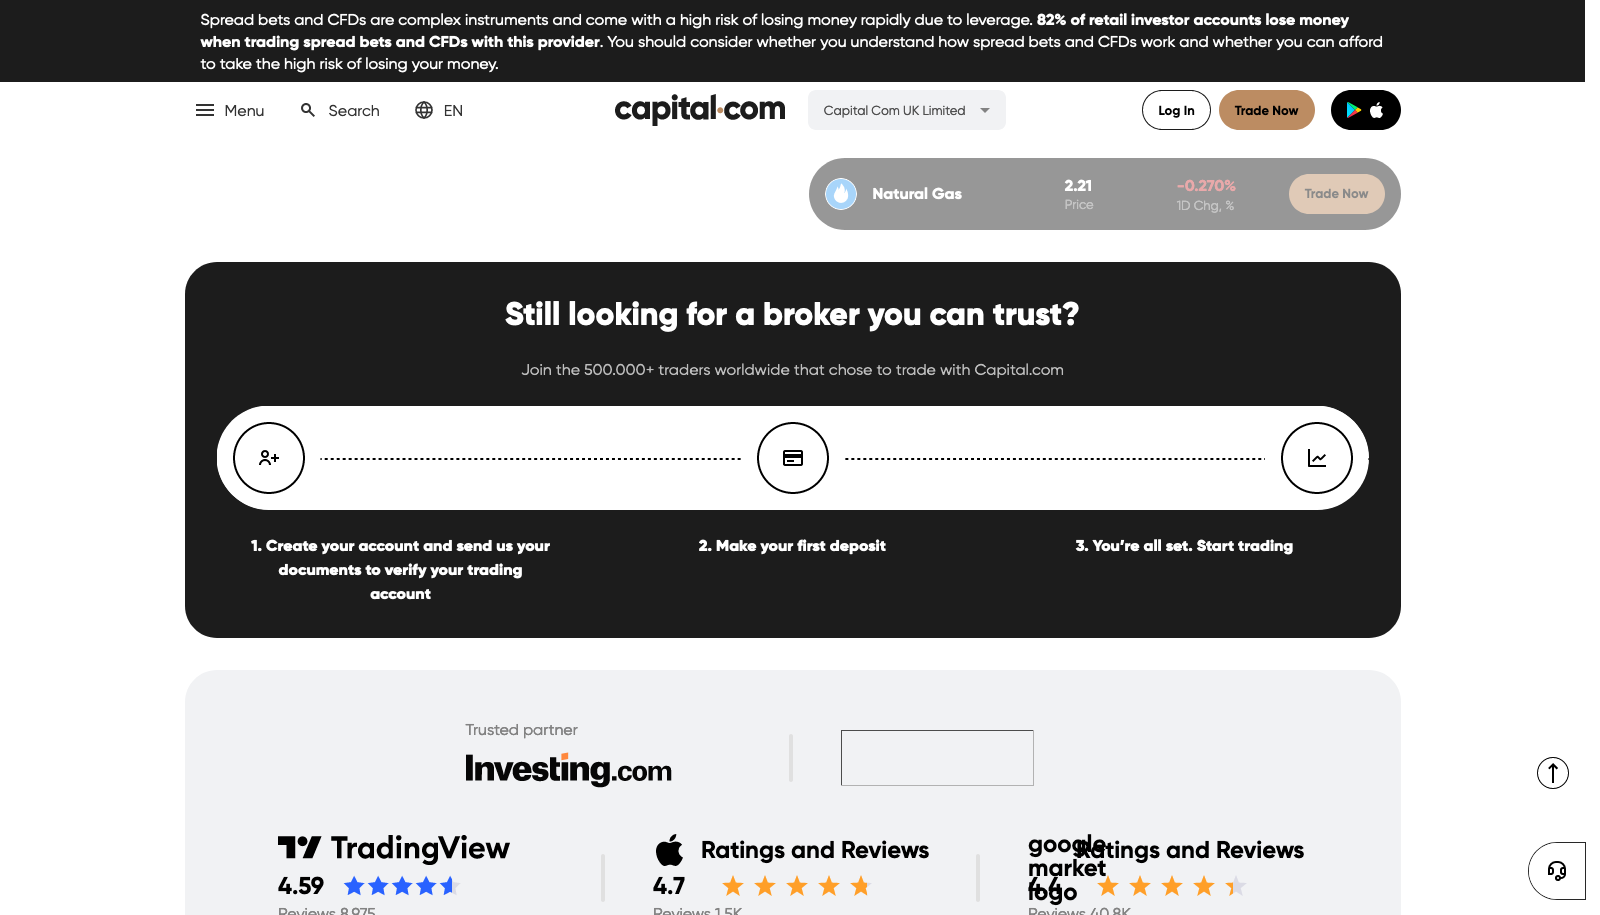 Spread bets and CFDs are complex instruments and come with a high risk of losing money rapidly due to leverage. 82% of retail investor accounts lose money
when trading spread bets and CFDs with this provider. You should consider whether you understand how spread bets and CFDs work and whether you can afford
to take the high risk of losing your money.
Menu
Search
EN
capital.com
Capital Com UK Limited
Log In
Trade Now
Natural Gas
2.21
Price
-0.270%
1D Chg, %
Trade Now
Still looking for a broker you can trust?
Join the 500.000+ traders worldwide that chose to trade with Capital.com
1. Create your account and send us your
documents to verify your trading
account
2. Make your first deposit
3. You’re all set. Start trading
Trusted partner
Investing.com
TradingView
4.59
Reviews 8,975
Ratings and Reviews
4.7
Reviews 1.5K
google
market
logo
Ratings and Reviews
4.4
Reviews 40.8K